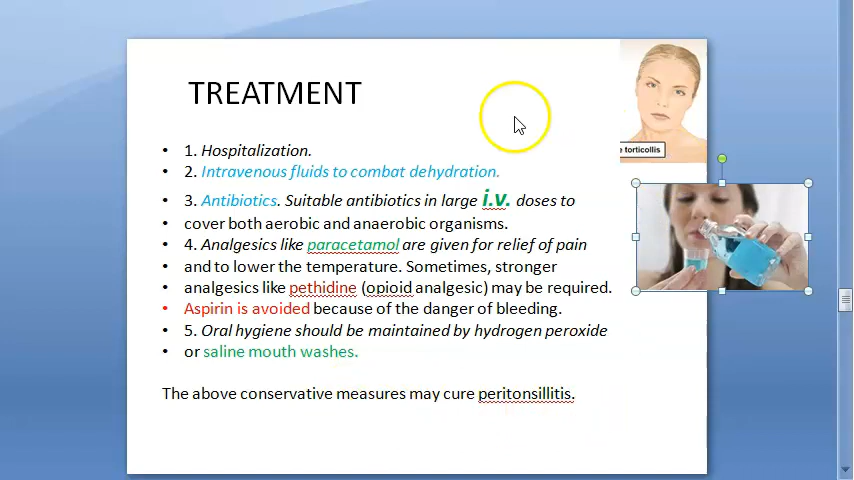 TREATMENT
e torticollis
• 1. Hospitalization.
• 2. Intravenous fluids to combat dehydration.
• 3. Antibiotics. Suitable antibiotics in large i.v. doses to
• cover both aerobic and anaerobic organisms.
• 4. Analgesics like paracetamol are given for relief of pain
• and to lower the temperature. Sometimes, stronger
• analgesics like pethidine (opioid analgesic) may be required.
• Aspirin is avoided because of the danger of bleeding.
• 5. Oral hygiene should be maintained by hydrogen peroxide
• or saline mouth washes.
The above conservative measures may cure peritonsillitis.